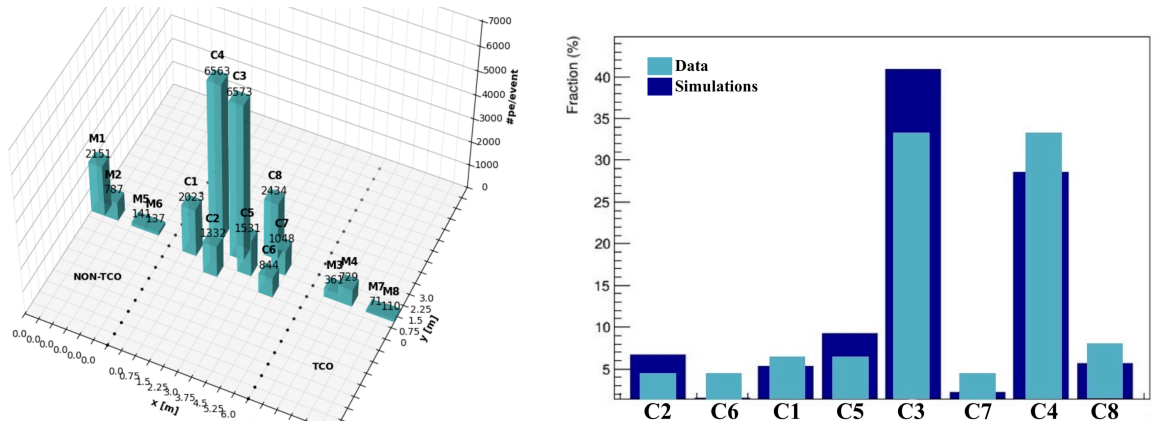 7000
6000
5000
4000
3000
2000
1000
0
#pe/event
C4
6563
C3
6573
M1
2151
M2
787
M5
141
M6
137
C1
2023
C2
1332
C8
2434
C5
1531
C7
1048
C6
844
M3
361
M4
729
M7
71
M8
110
NON-TCO
TCO
3.0
2.25
1.5
0.75
0
y [m]
0.0
0.0
0.0
0.0
0.0
0.0
0.0
0.75
1.5
2.25
3.0
3.75
4.5
5.25
6.0
x [m]
Fraction (%)
40
35
30
25
20
15
10
5
Data
Simulations
C2 C6 C1 C5 C3 C7 C4 C8